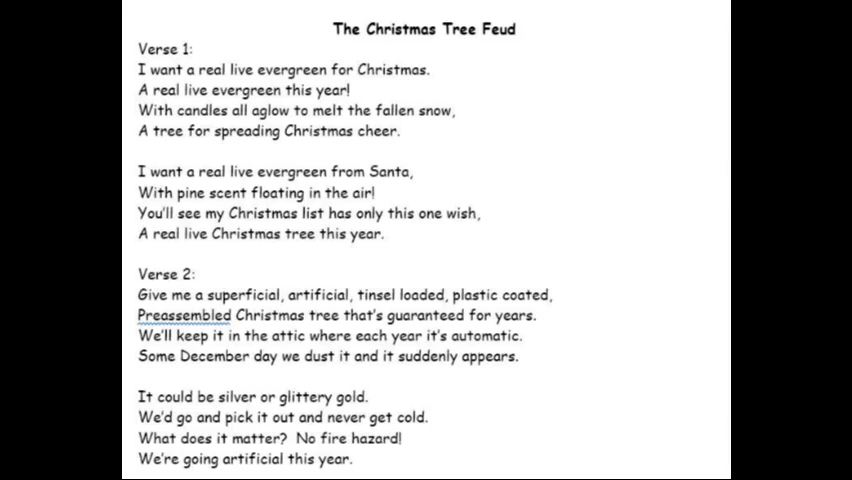 The Christmas Tree Feud
Verse 1:
I want a real live evergreen for Christmas.
A real live evergreen this year!
With candles all aglow to melt the fallen snow,
A tree for spreading Christmas cheer.
I want a real live evergreen from Santa,
With pine scent floating in the air!
You'll see my Christmas list has only this one wish,
A real live Christmas tree this year.
Verse 2:
Give me a superficial, artificial, tinsel loaded, plastic coated,
Preassembled Christmas tree that's guaranteed for years.
We'll keep it in the attic where each year it's automatic.
Some December day we dust it and it suddenly appears.
It could be silver or glittery gold.
We'd go and pick it out and never get cold.
What does it matter?  No fire hazard!
We're going artificial this year.